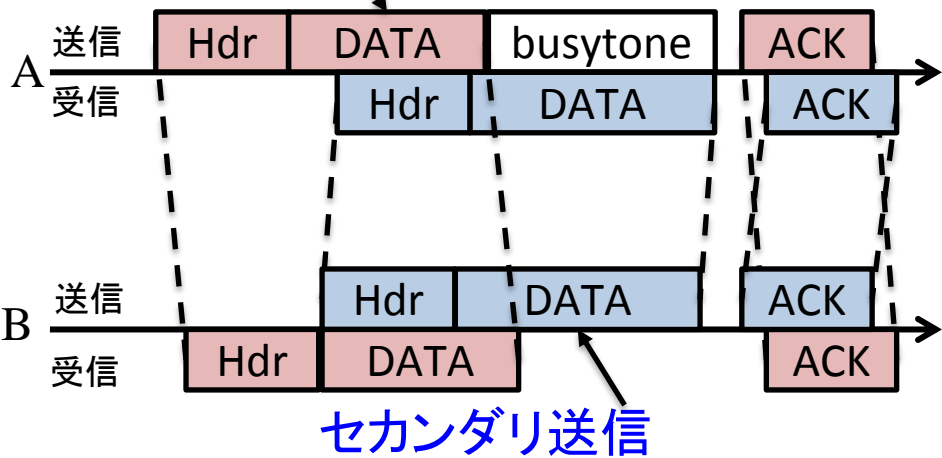 送信 Hdr DATA busytone ACK
A
受信 Hdr DATA ACK
送信 Hdr DATA ACK
B
受信 Hdr DATA ACK
セカンダリ送信